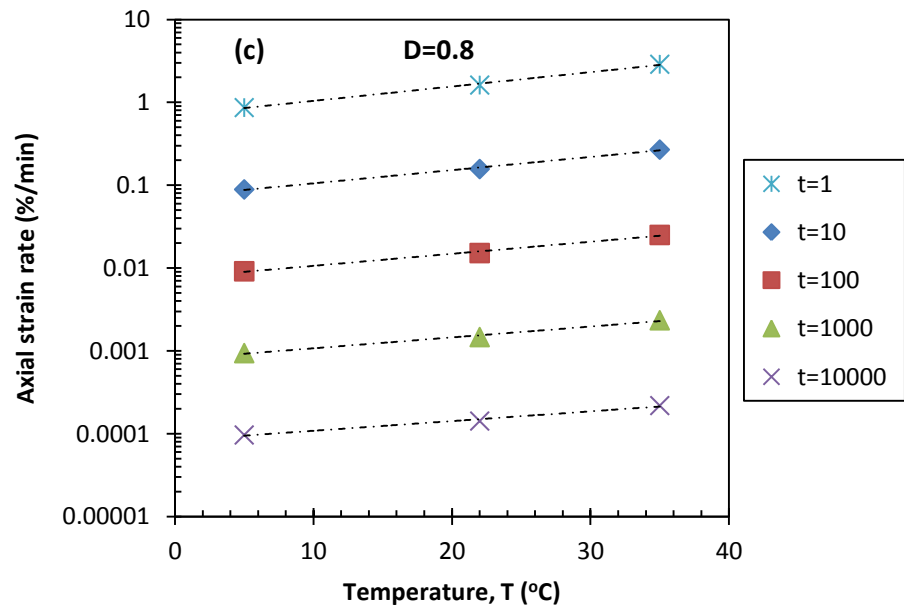 (c) D=0.8
10
1
0.1
0.01
0.001
0.0001
0.00001
0 10 20 30 40
Axial strain rate (%/min)
Temperature, T (ᵒC)
t=1
t=10
t=100
t=1000
t=10000